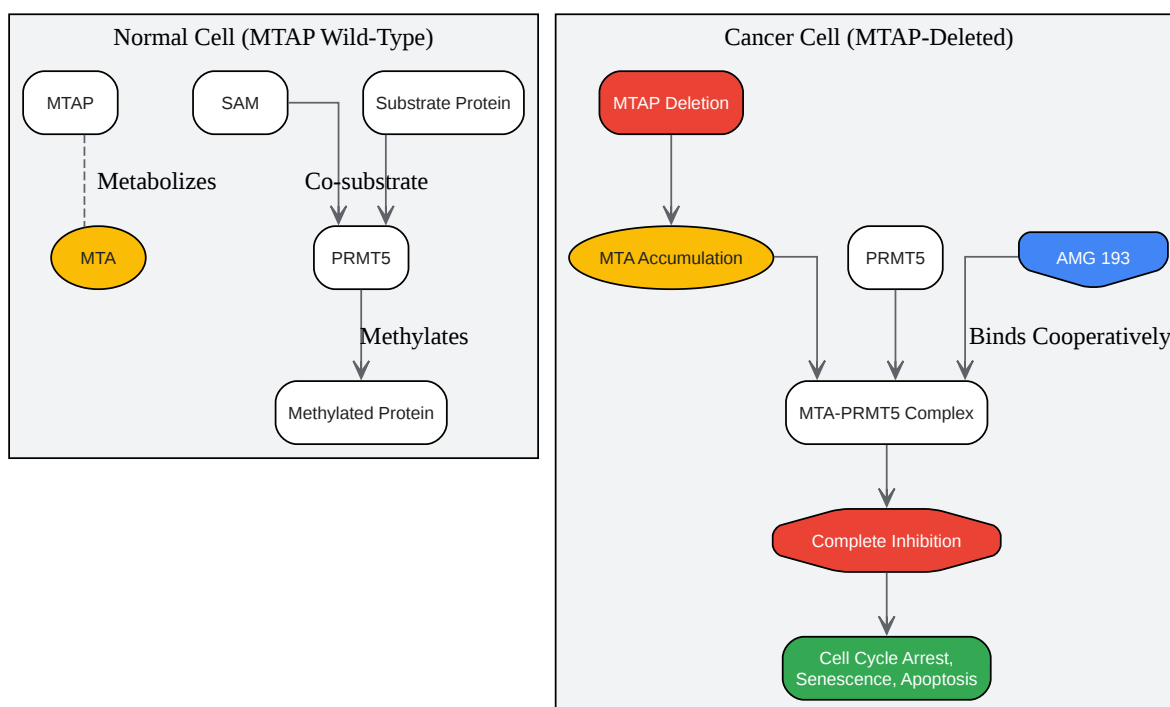 Normal Cell (MTAP Wild-Type)
MTAP
SAM
Substrate Protein
Metabolizes
Co-substrate
MTA
PRMT5
Methylates
Methylated Protein
Cancer Cell (MTAP-Deleted)
MTAP Deletion
MTA Accumulation
PRMT5
AMG 193
Binds Cooperatively
MTA-PRMT5 Complex
Complete Inhibition
Cell Cycle Arrest,
Senescence, Apoptosis